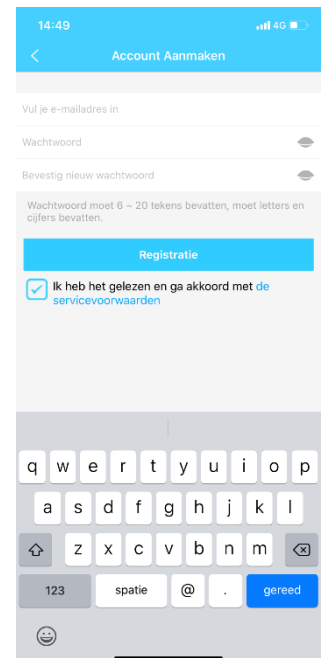 14:49 4G
Account Aanmaken
Vul je e-mailadres in
Wachtwoord
Bevestig nieuw wachtwoord
Wachtwoord moet 6 ~ 20 tekens bevatten, moet letters en
cijfers bevatten.
Registratie
Ik heb het gelezen en ga akkoord met de
servicevoorwaarden
q w e r t y u i o p
a s d f g h j k l
z x c v b n m
123 spatie @ . gereed